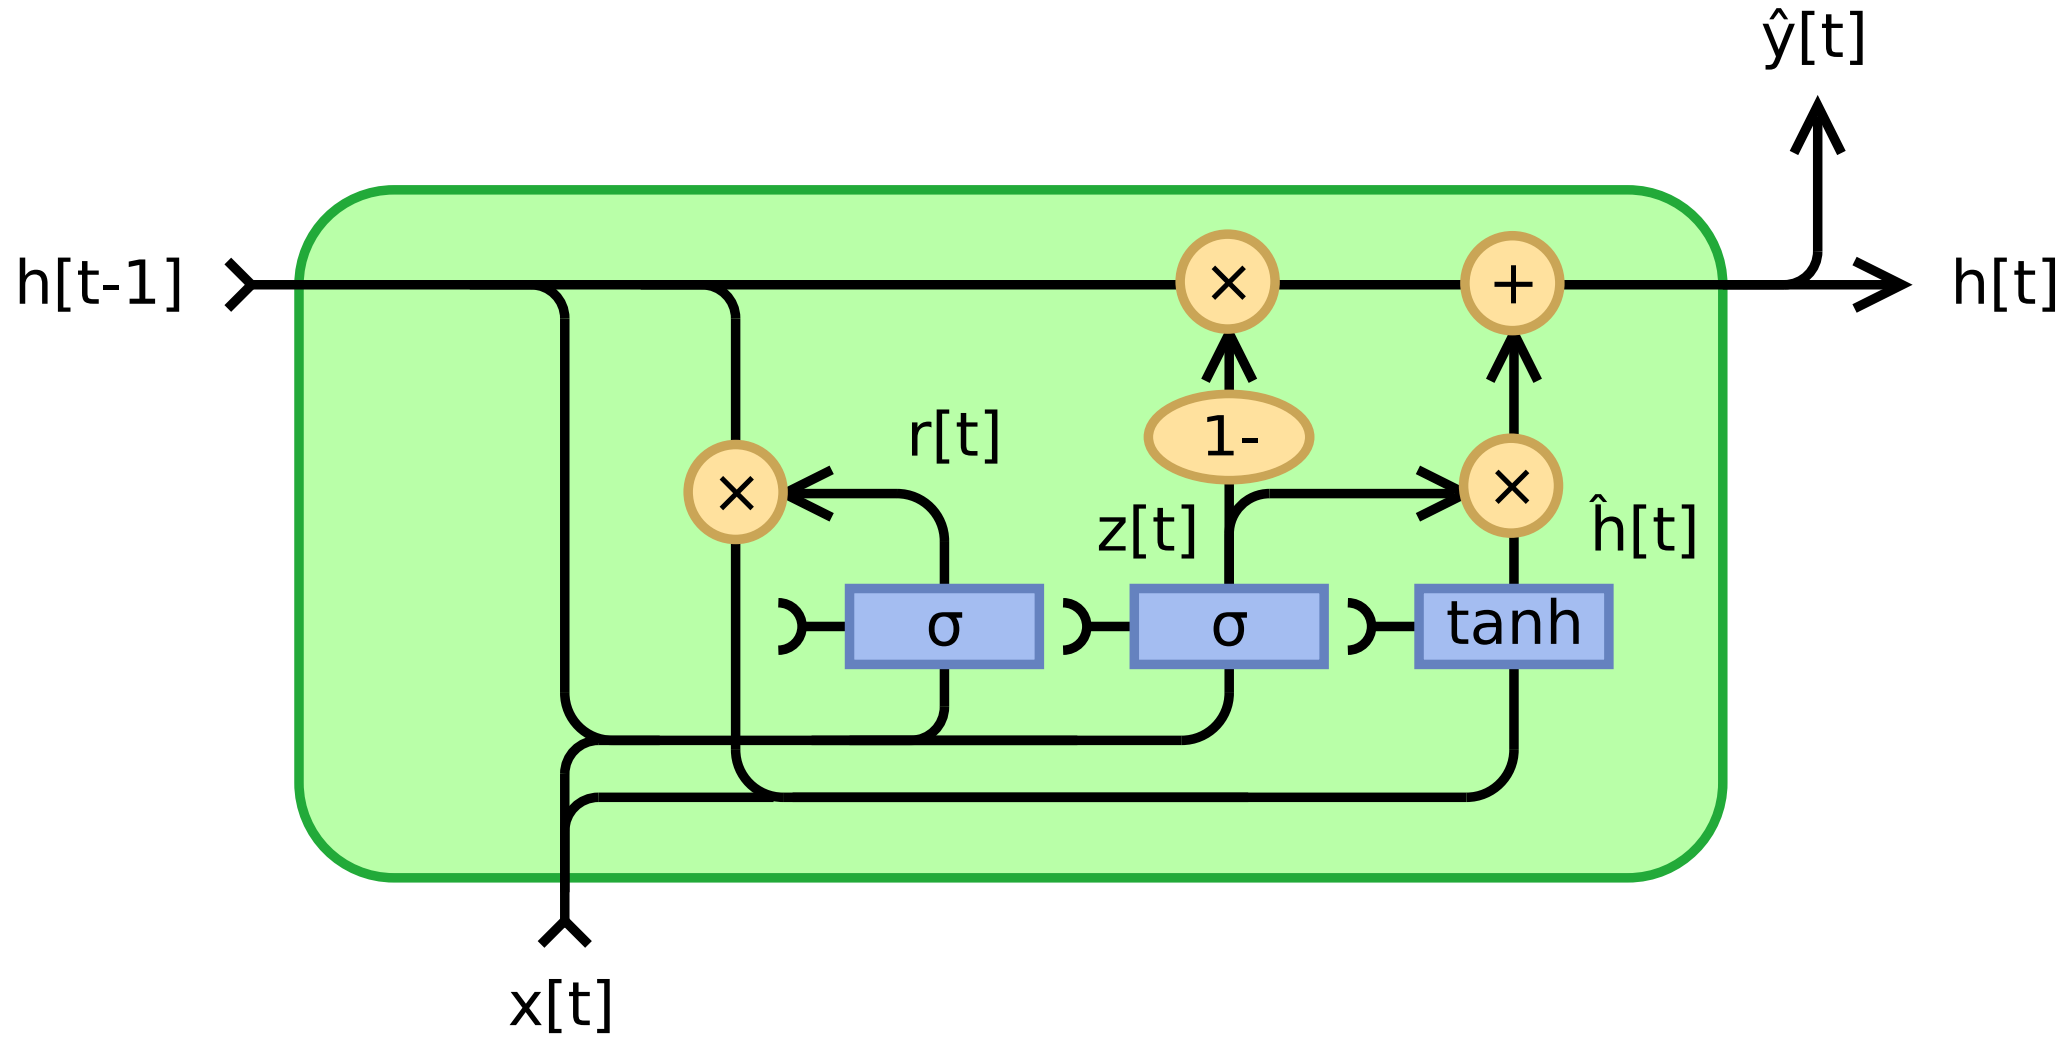 ŷ[t]
h[t-1]
×
+
h[t]
r[t]
1-
×
×
z[t]
ĥ[t]
σ
σ
tanh
x[t]